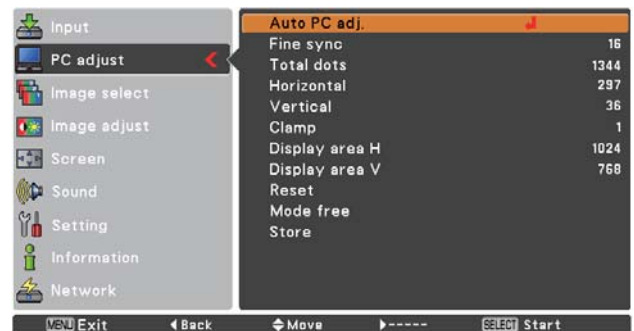 Input
PC adjust
Image select
Image adjust
Screen
Sound
Setting
Information
Network
Auto PC adj.
Fine sync 16
Total dots 1344
Horizontal 297
Vertical 36
Clamp 1
Display area H 1024
Display area V 768
Reset
Mode free
Store
MENU Exit ◀Back Move ▶----- SELECT Start